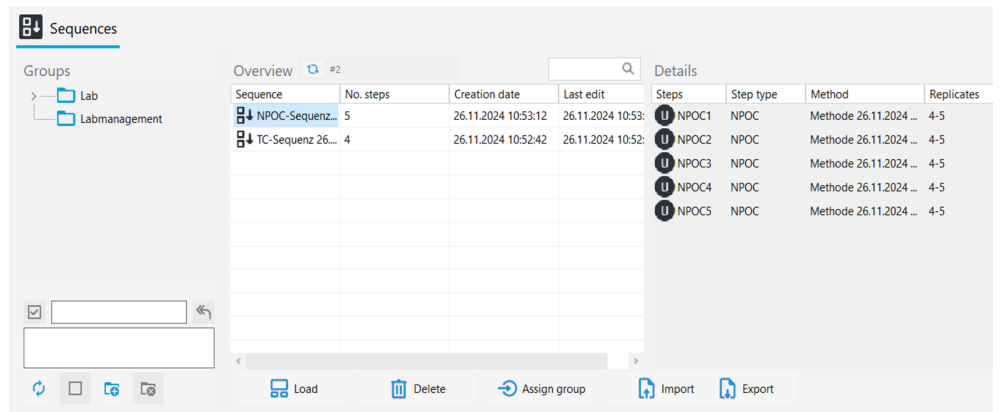 Sequences
Groups
Lab
Labmanagement
Overview #2
Sequence No. steps Creation date Last edit
NPOC-Sequenz... 5 26.11.2024 10:53:12 26.11.2024 10:53:
TC-Sequenz 26.... 4 26.11.2024 10:52:42 26.11.2024 10:52:
Details
Steps Step type Method Replicates
U NPOC1 NPOC Methode 26.11.2024 ... 4-5
U NPOC2 NPOC Methode 26.11.2024 ... 4-5
U NPOC3 NPOC Methode 26.11.2024 ... 4-5
U NPOC4 NPOC Methode 26.11.2024 ... 4-5
U NPOC5 NPOC Methode 26.11.2024 ... 4-5
Load Delete Assign group Import Export